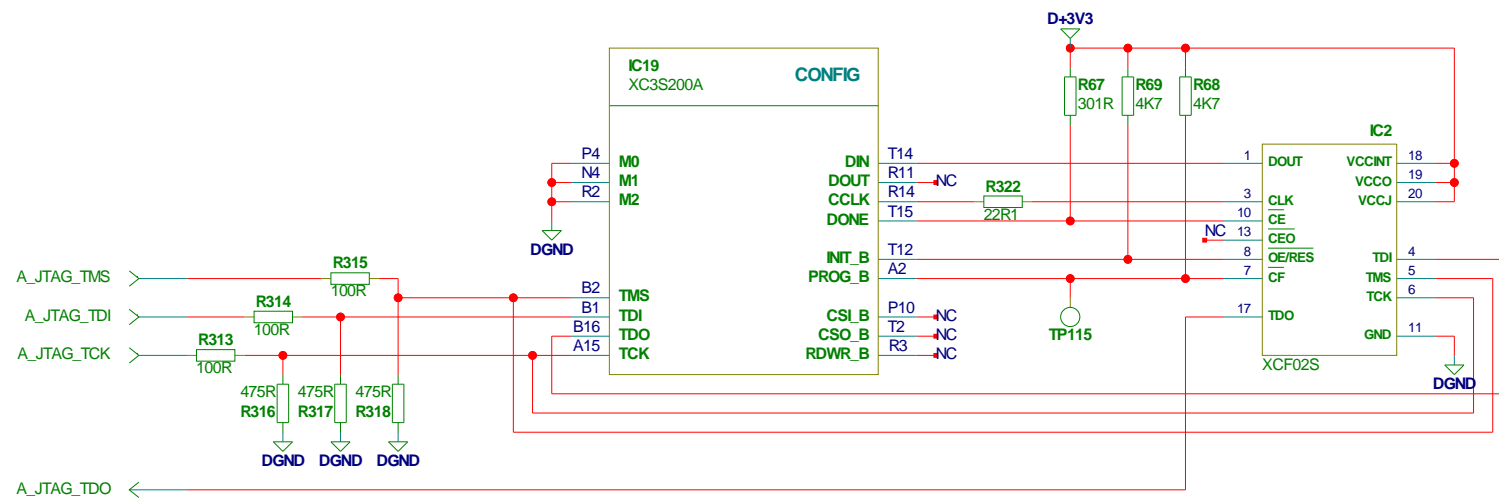 D+3V3
IC19
XC3S200A
CONFIG
R67
301R
R69
4K7
R68
4K7
IC2
P4 M0
N4 M1
R2 M2
DGND
DIN T14
DOUT R11 NC
CCLK R14
DONE T15
INIT_B T12
PROG_B A2
CSI_B P10 NC
CSO_B T2 NC
RDWR_B R3 NC
R322
22R1
TP115
1 DOUT
3 CLK
10 CE
NC 13 CEO
8 OE/RES
7 CF
17 TDO
VCCINT 18
VCCO 19
VCCJ 20
TDI 4
TMS 5
TCK 6
GND 11
XCF02S
DGND
A_JTAG_TMS
R315
100R
A_JTAG_TDI
R314
100R
A_JTAG_TCK
R313
100R
B2 TMS
B1 TDI
B16 TDO
A15 TCK
475R
R316
475R
R317
475R
R318
DGND DGND DGND
A_JTAG_TDO